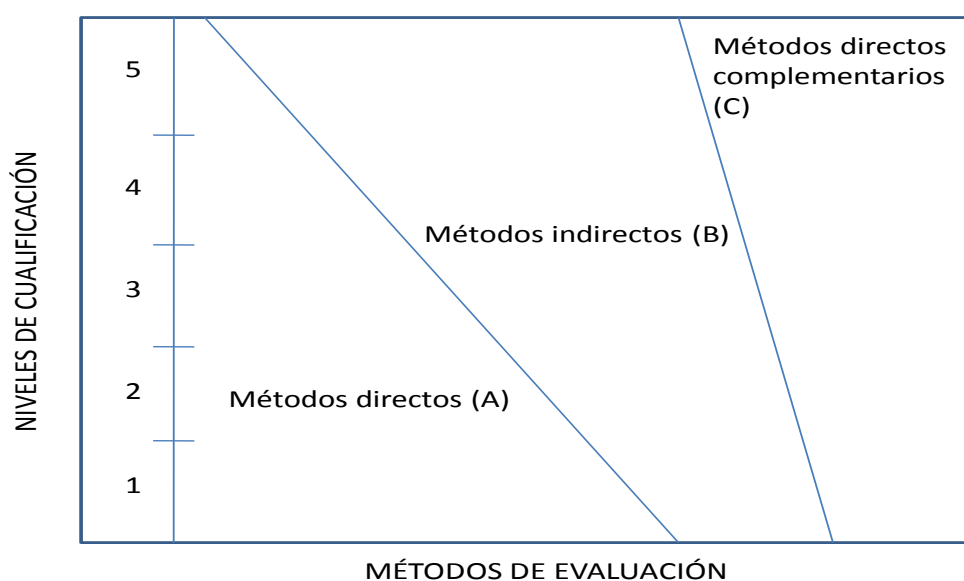 Métodos directos
complementarios
(C)
5
4
Métodos indirectos (B)
3
2
Métodos directos (A)
1
NIVELES DE CUALIFICACIÓN
MÉTODOS DE EVALUACIÓN